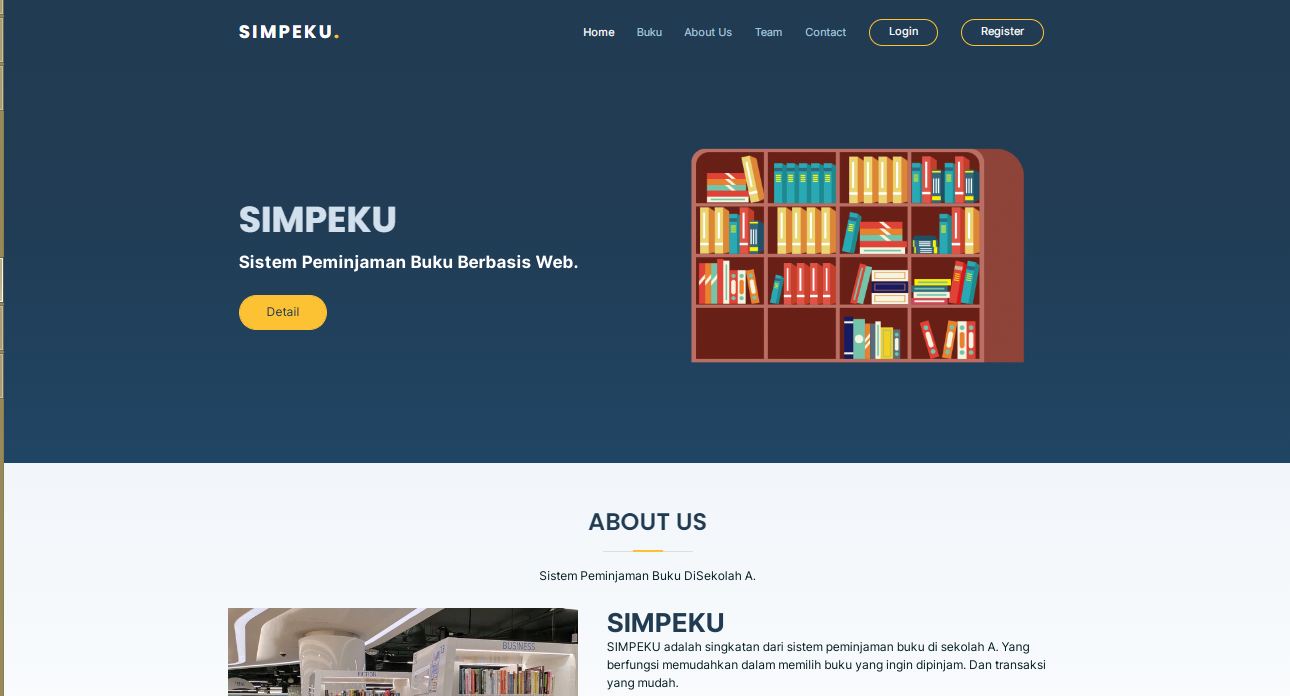 SIMPEKU.
Home Buku About Us Team Contact Login Register
SIMPEKU
Sistem Peminjaman Buku Berbasis Web.
Detail
ABOUT US
Sistem Peminjaman Buku DiSekolah A.
BUSINESS
FICTION
SIMPEKU
SIMPEKU adalah singkatan dari sistem peminjaman buku di sekolah A. Yang
berfungsi memudahkan dalam memilih buku yang ingin dipinjam. Dan transaksi
yang mudah.